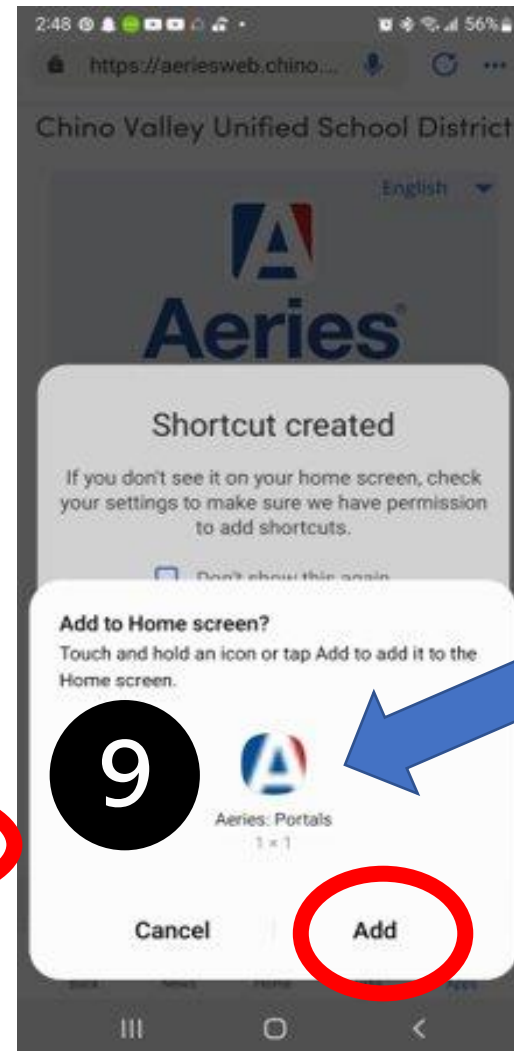 2:48
56%
https://aeriesweb.chino....
Chino Valley Unified School District
English
Aeries
Shortcut created
If you don't see it on your home screen, check
your settings to make sure we have permission
to add shortcuts.
Don't show this again
Add to Home screen?
Touch and hold an icon or tap Add to add it to the
Home screen.
9
Aeries: Portals
1 × 1
Cancel
Add
Apps